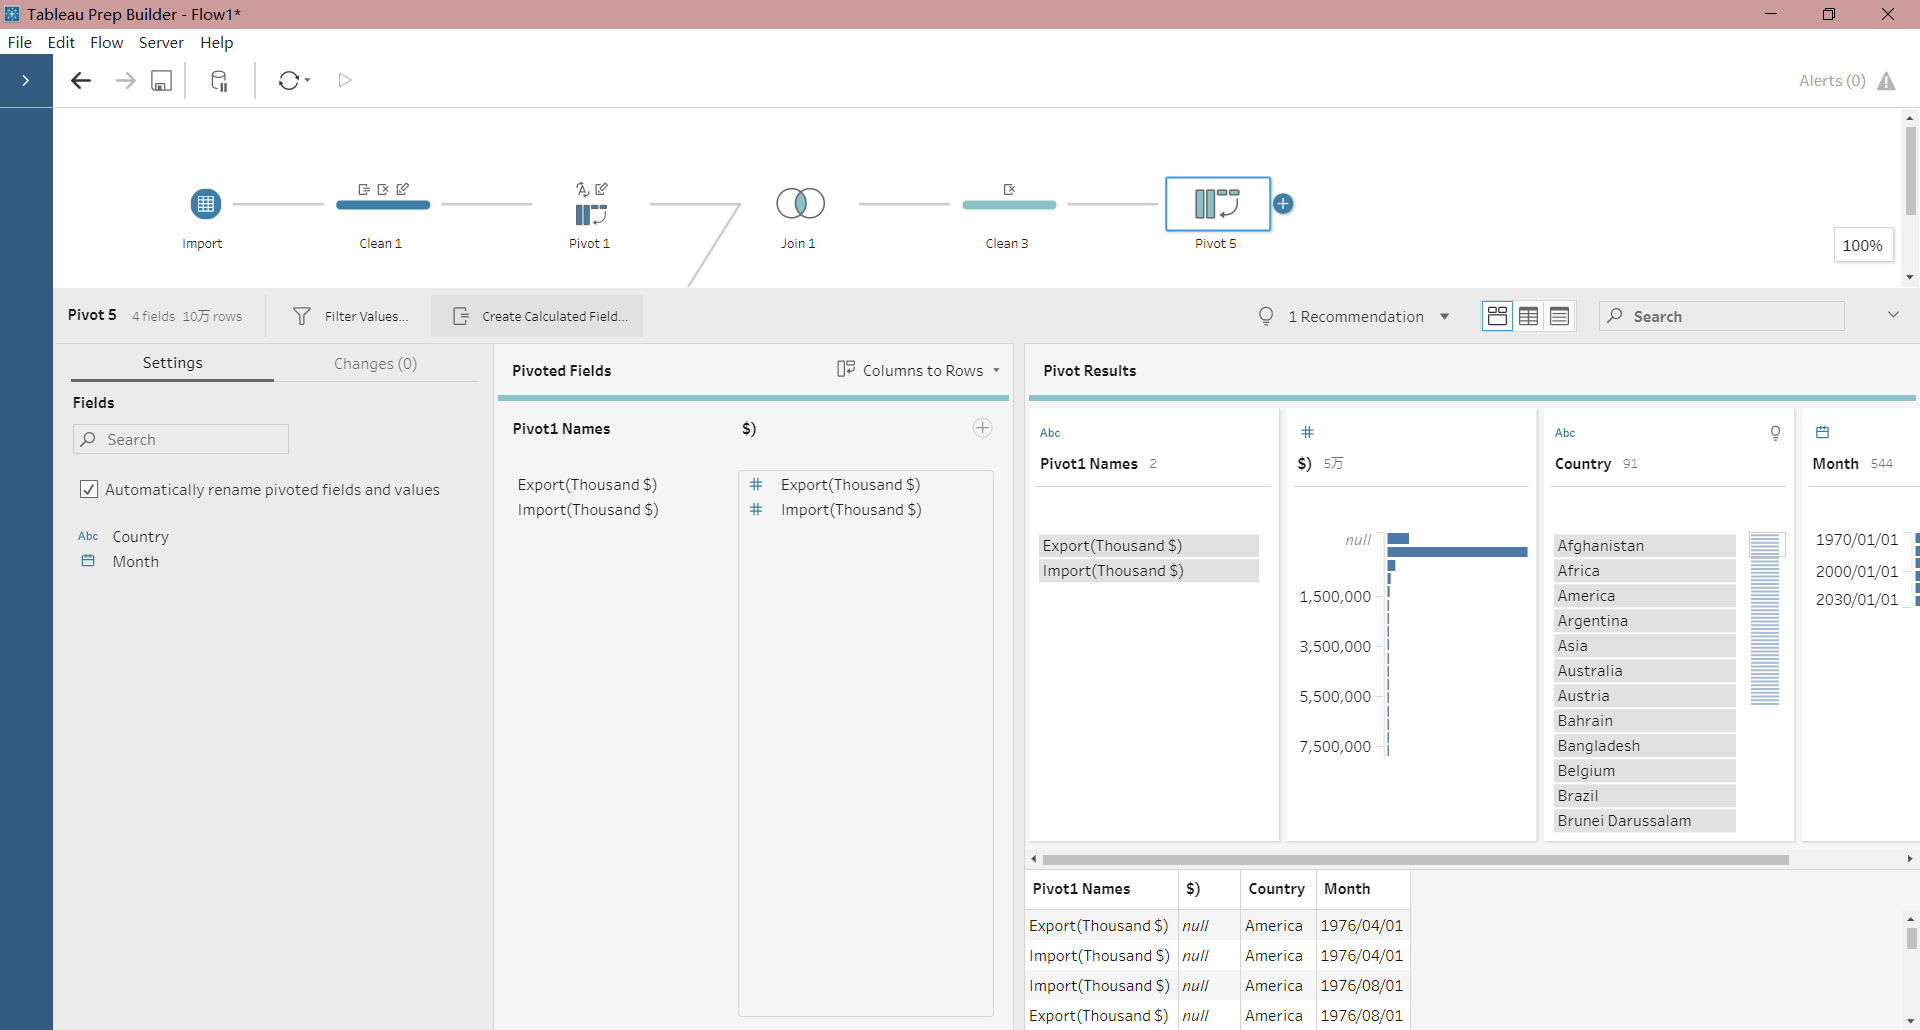 Tableau Prep Builder - Flow1*
File Edit Flow Server Help
Alerts (0)
Import
Clean 1
Pivot 1
Join 1
Clean 3
Pivot 5
100%
Pivot 5 4 fields 10万 rows Filter Values... Create Calculated Field... 1 Recommendation Search
Settings Changes (0)
Fields
Search
Automatically rename pivoted fields and values
Abc Country
Month
Pivoted Fields Columns to Rows
Pivot1 Names $)
Export(Thousand $) # Export(Thousand $)
Import(Thousand $) # Import(Thousand $)
Pivot Results
Abc
Pivot1 Names 2
Export(Thousand $)
Import(Thousand $)
#
$) 5万
null
1,500,000
3,500,000
5,500,000
7,500,000
Abc
Country 91
Afghanistan
Africa
America
Argentina
Asia
Australia
Austria
Bahrain
Bangladesh
Belgium
Brazil
Brunei Darussalam
Month 544
1970/01/01
2000/01/01
2030/01/01
Pivot1 Names $) Country Month
Export(Thousand $) null America 1976/04/01
Import(Thousand $) null America 1976/04/01
Import(Thousand $) null America 1976/08/01
Export(Thousand $) null America 1976/08/01